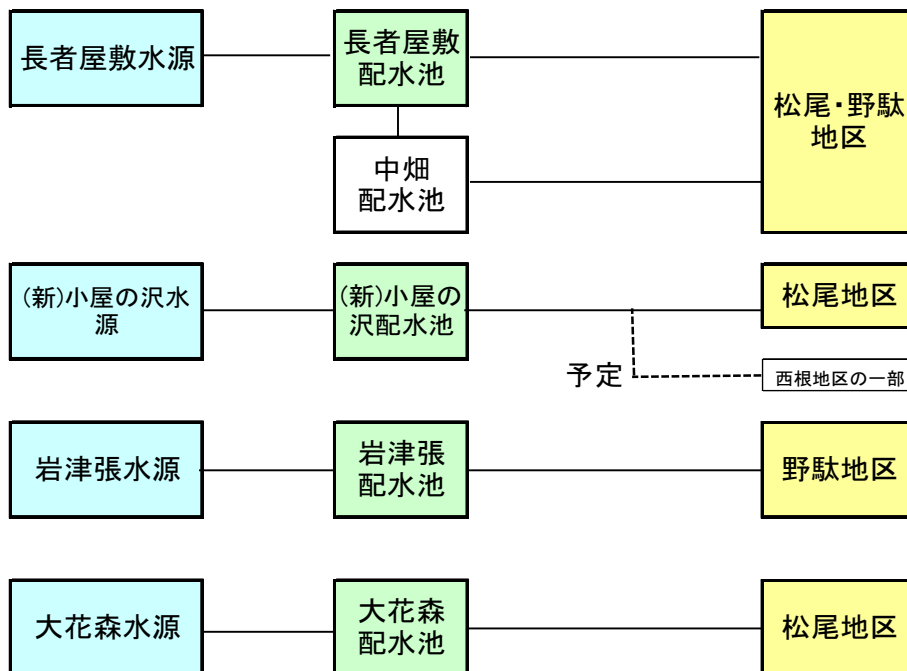 長者屋敷水源
長者屋敷
配水池
松尾・野駄
地区
中畑
配水池
(新)小屋の沢水
源
(新)小屋の
沢配水池
松尾地区
予定
西根地区の一部
岩津張水源
岩津張
配水池
野駄地区
大花森水源
大花森
配水池
松尾地区